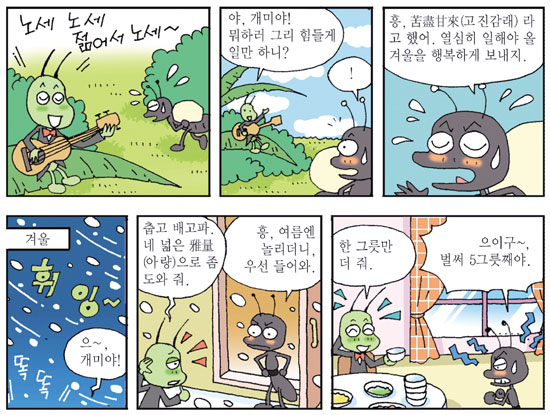 노세 노세
젊어서 노세~
야, 개미야!
뭐하러 그리 힘들게
일만 하니?
!
흥, 苦盡甘來(고진감래) 라
고 했어. 열심히 일해야 올
겨울을 행복하게 보내지.
겨울
휘잉~
으~,
개미야!
똑똑
춥고 배고파.
네 넓은 雅量
(아량)으로 좀
도와 줘.
흥, 여름엔
놀리더니,
우선 들어와.
한 그릇만
더 줘.
으이구~,
벌써 5그릇째야.